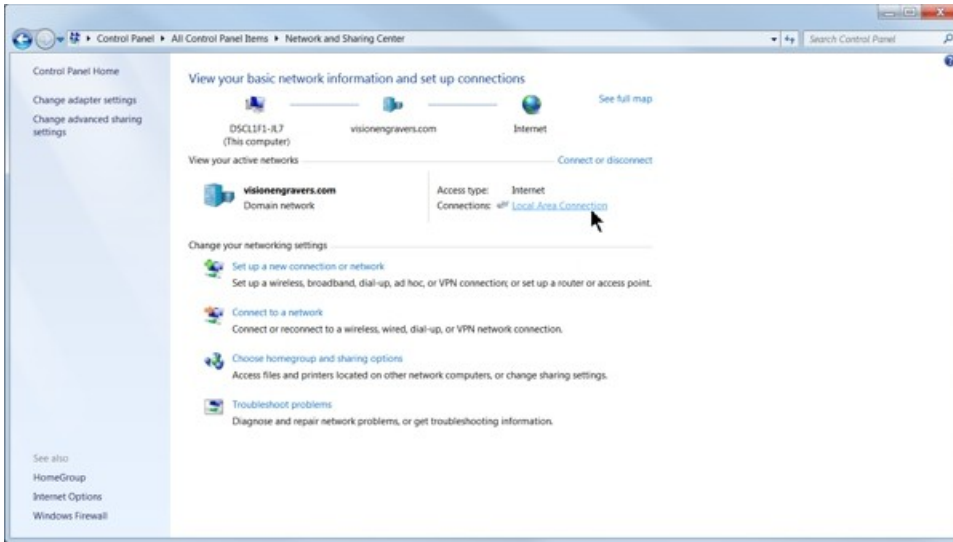 Control Panel ▸ All Control Panel Items ▸ Network and Sharing Center
Search Control Panel
Control Panel Home
Change adapter settings
Change advanced sharing
settings
View your basic network information and set up connections
See full map
DSCL1F1-JL7
(This computer)
visionengravers.com
Internet
View your active networks
Connect or disconnect
visionengravers.com
Domain network
Access type: Internet
Connections: Local Area Connection
Change your networking settings
Set up a new connection or network
Set up a wireless, broadband, dial-up, ad hoc, or VPN connection; or set up a router or access point.
Connect to a network
Connect or reconnect to a wireless, wired, dial-up, or VPN network connection.
Choose homegroup and sharing options
Access files and printers located on other network computers, or change sharing settings.
Troubleshoot problems
Diagnose and repair network problems, or get troubleshooting information.
See also
HomeGroup
Internet Options
Windows Firewall